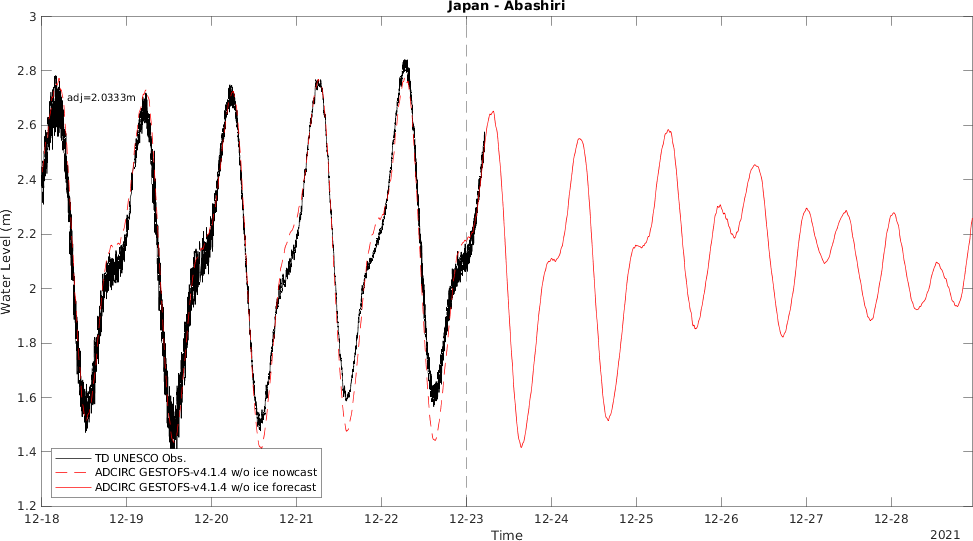 Japan - Abashiri
3
2.8
adj=2.0333m
2.6
2.4
2.2
Water Level (m)
2
1.8
1.6
1.4
TD UNESCO Obs.
ADCIRC GESTOFS-v4.1.4 w/o ice nowcast
ADCIRC GESTOFS-v4.1.4 w/o ice forecast
1.2
12-18 12-19 12-20 12-21 12-22 12-23 12-24 12-25 12-26 12-27 12-28
Time
2021